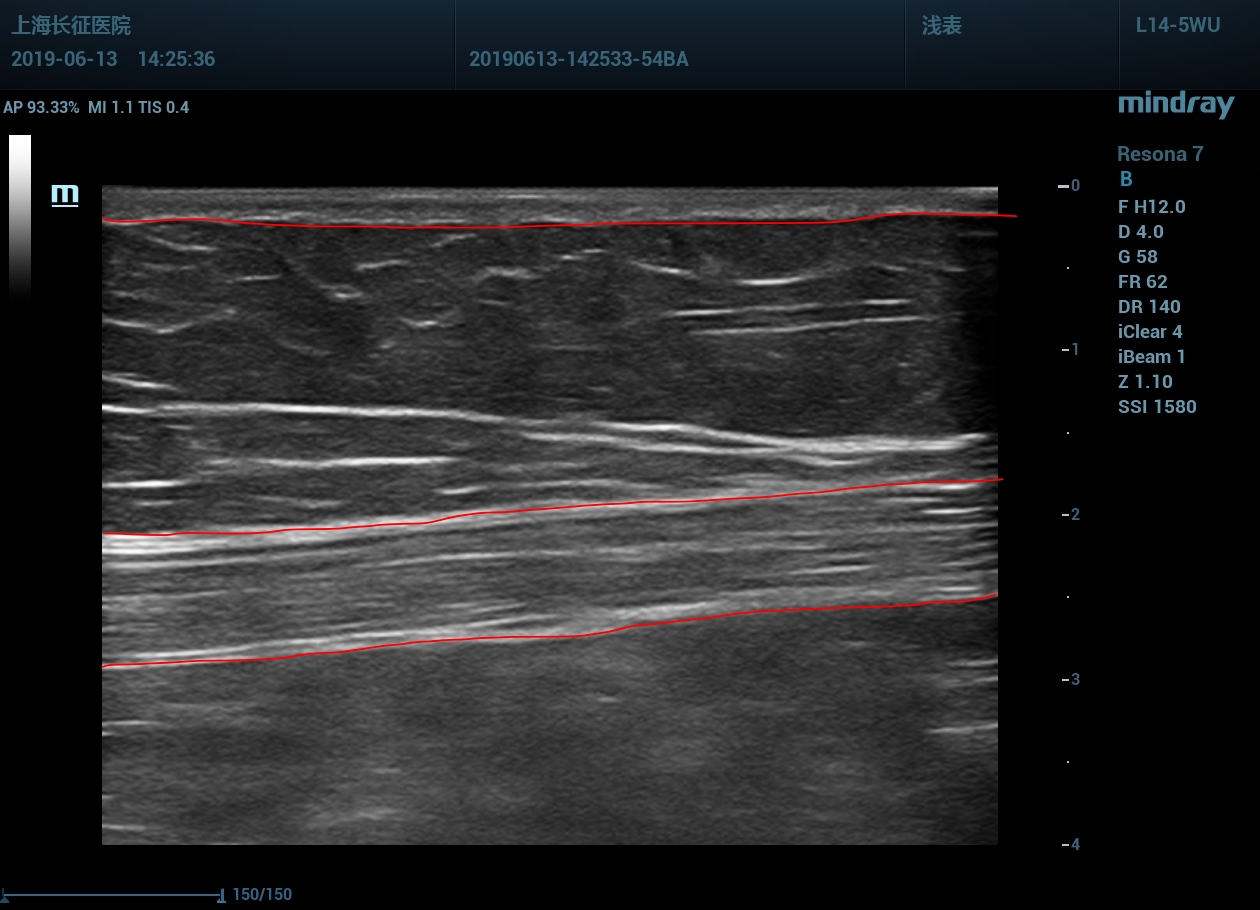 上海长征医院
2019-06-13 14:25:36
20190613-142533-54BA
浅表
L14-5WU
AP 93.33% MI 1.1 TIS 0.4
mindray
m
Resona 7
B
F H12.0
D 4.0
G 58
FR 62
DR 140
iClear 4
iBeam 1
Z 1.10
SSI 1580
0
1
2
3
4
150/150